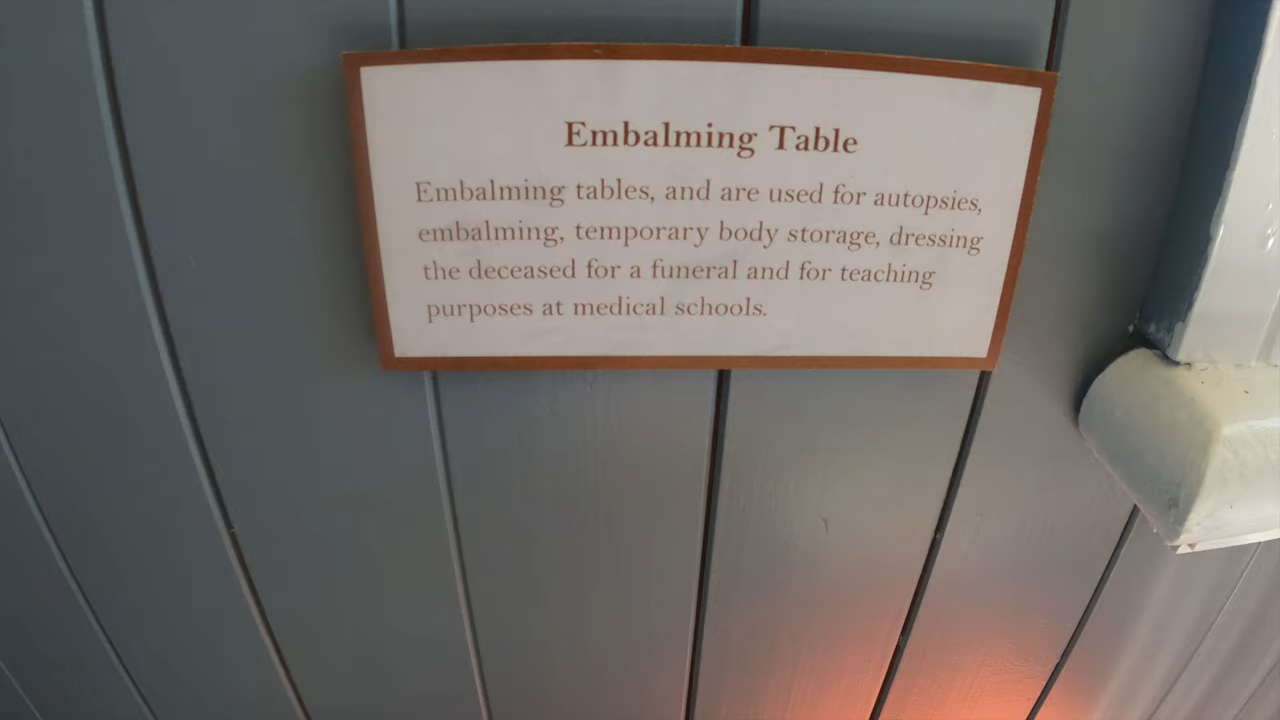 Embalming Table
Embalming tables, and are used for autopsies,
embalming, temporary body storage, dressing
the deceased for a funeral and for teaching
purposes at medical schools.